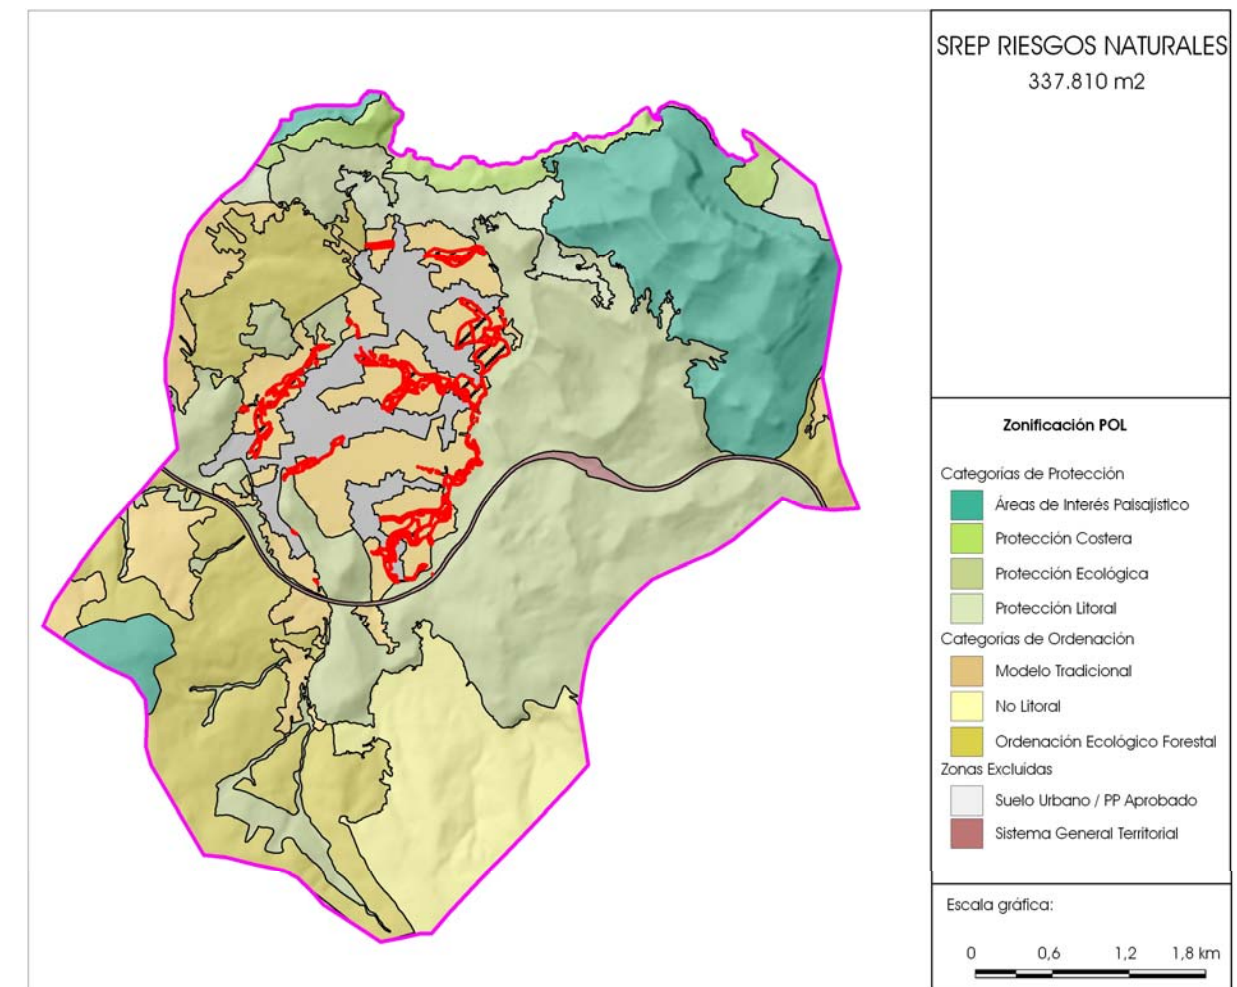 SREP RIESGOS NATURALES
337.810 m2
Zonificación POL
Categorías de Protección
Áreas de Interés Paisajístico
Protección Costera
Protección Ecológica
Protección Litoral
Categorías de Ordenación
Modelo Tradicional
No Litoral
Ordenación Ecológico Forestal
Zonas Excluídas
Suelo Urbano / PP Aprobado
Sistema General Territorial
Escala gráfica:
0 0,6 1,2 1,8 km